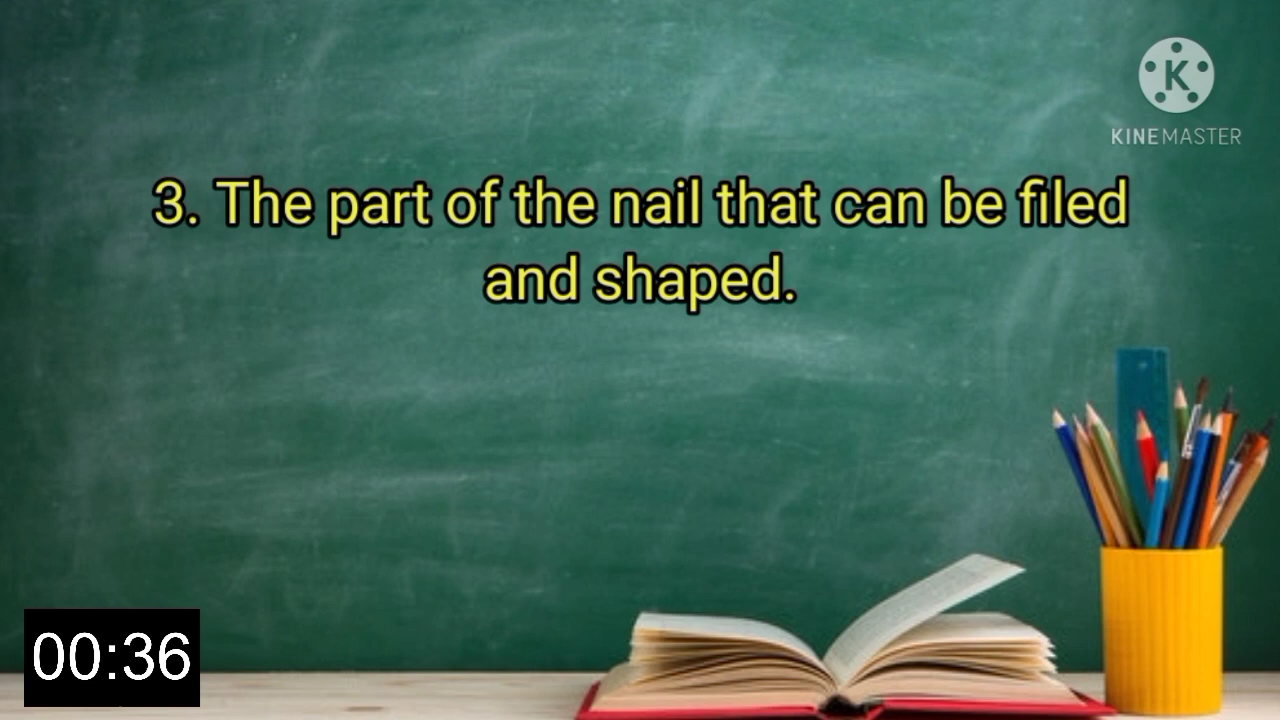 K
KINEMASTER
3. The part of the nail that can be filed
and shaped.
00:36